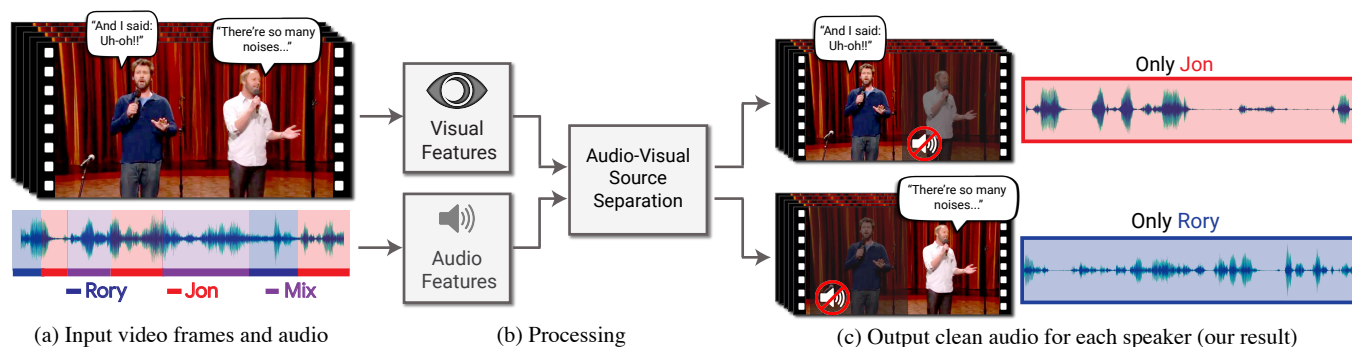 “And I said:
Uh-oh!!”
“There’re so many
noises...”
Rory
Jon
Mix
(a) Input video frames and audio
Visual
Features
Audio
Features
Audio-Visual
Source
Separation
(b) Processing
“And I said:
Uh-oh!!”
Only Jon
“There’re so many
noises...”
Only Rory
(c) Output clean audio for each speaker (our result)